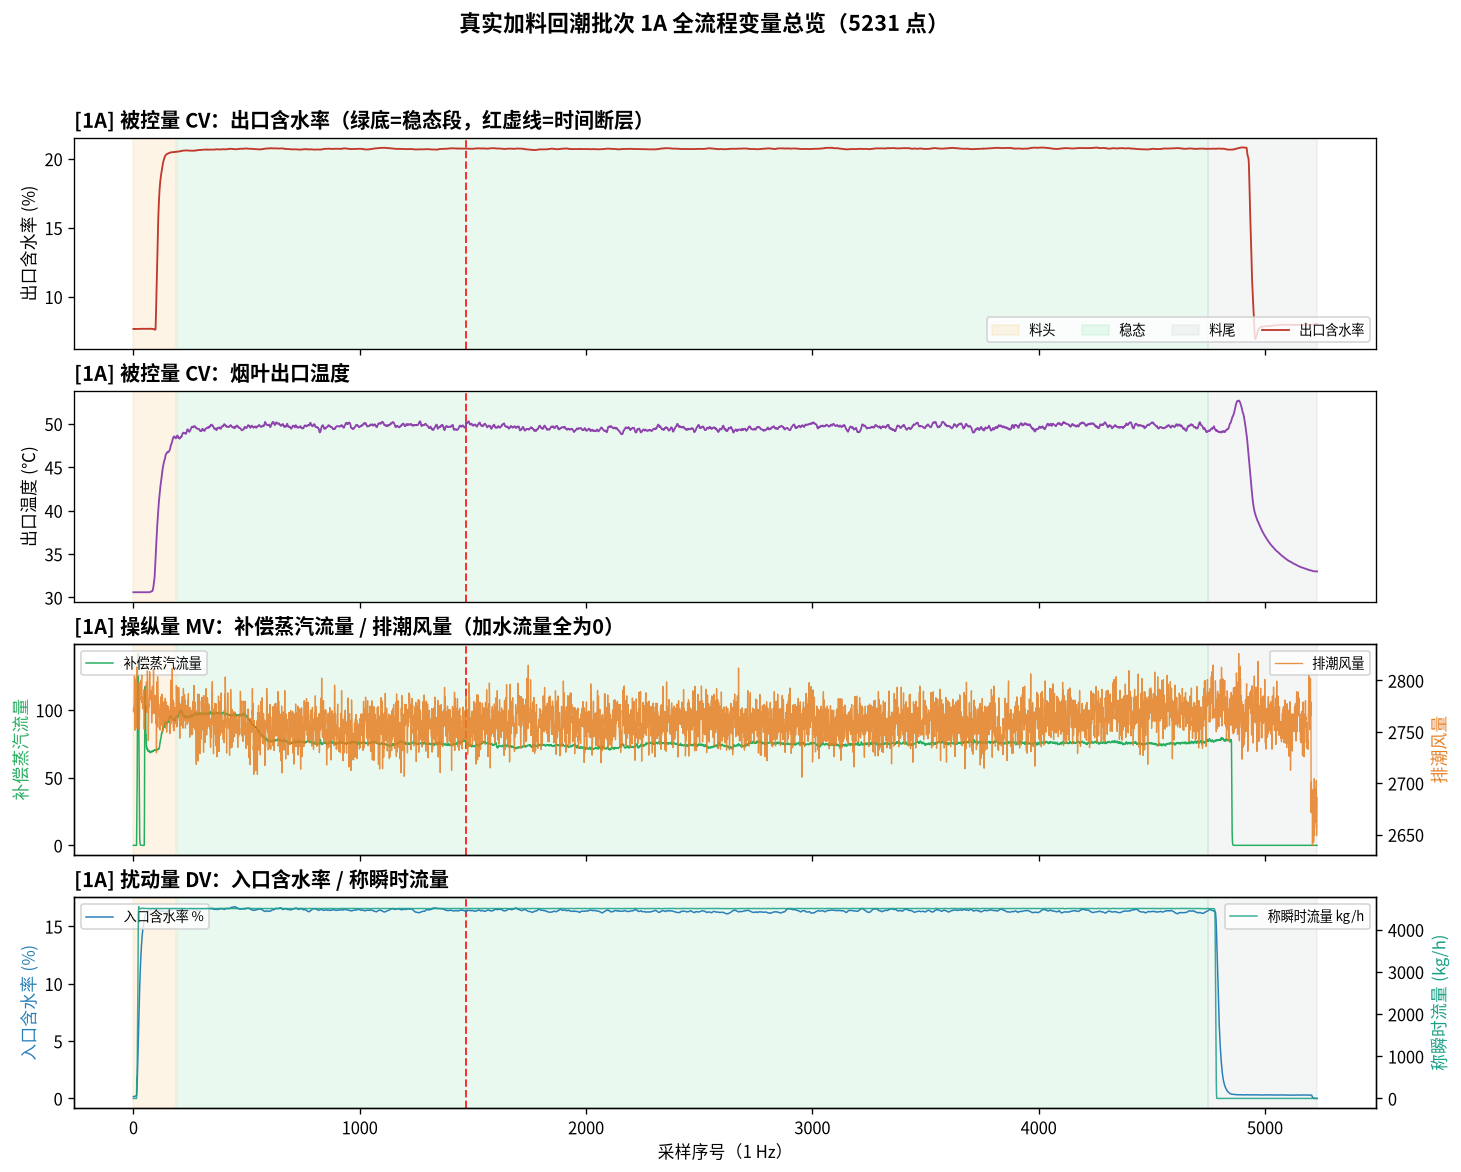 真实加料回潮批次 1A 全流程变量总览（5231 点）
[1A] 被控量 CV：出口含水率（绿底=稳态段，红虚线=时间断层）
出口含水率 (%)
20
15
10
料头
稳态
料尾
出口含水率
[1A] 被控量 CV：烟叶出口温度
出口温度 (℃)
50
45
40
35
30
[1A] 操纵量 MV：补偿蒸汽流量 / 排潮风量（加水流量全为0）
补偿蒸汽流量
排潮风量
补偿蒸汽流量
100
50
0
2800
2750
2700
2650
排潮风量
[1A] 扰动量 DV：入口含水率 / 称瞬时流量
入口含水率 %
称瞬时流量 kg/h
入口含水率 (%)
15
10
5
0
4000
3000
2000
1000
0
称瞬时流量 (kg/h)
0
1000
2000
3000
4000
5000
采样序号（1 Hz）